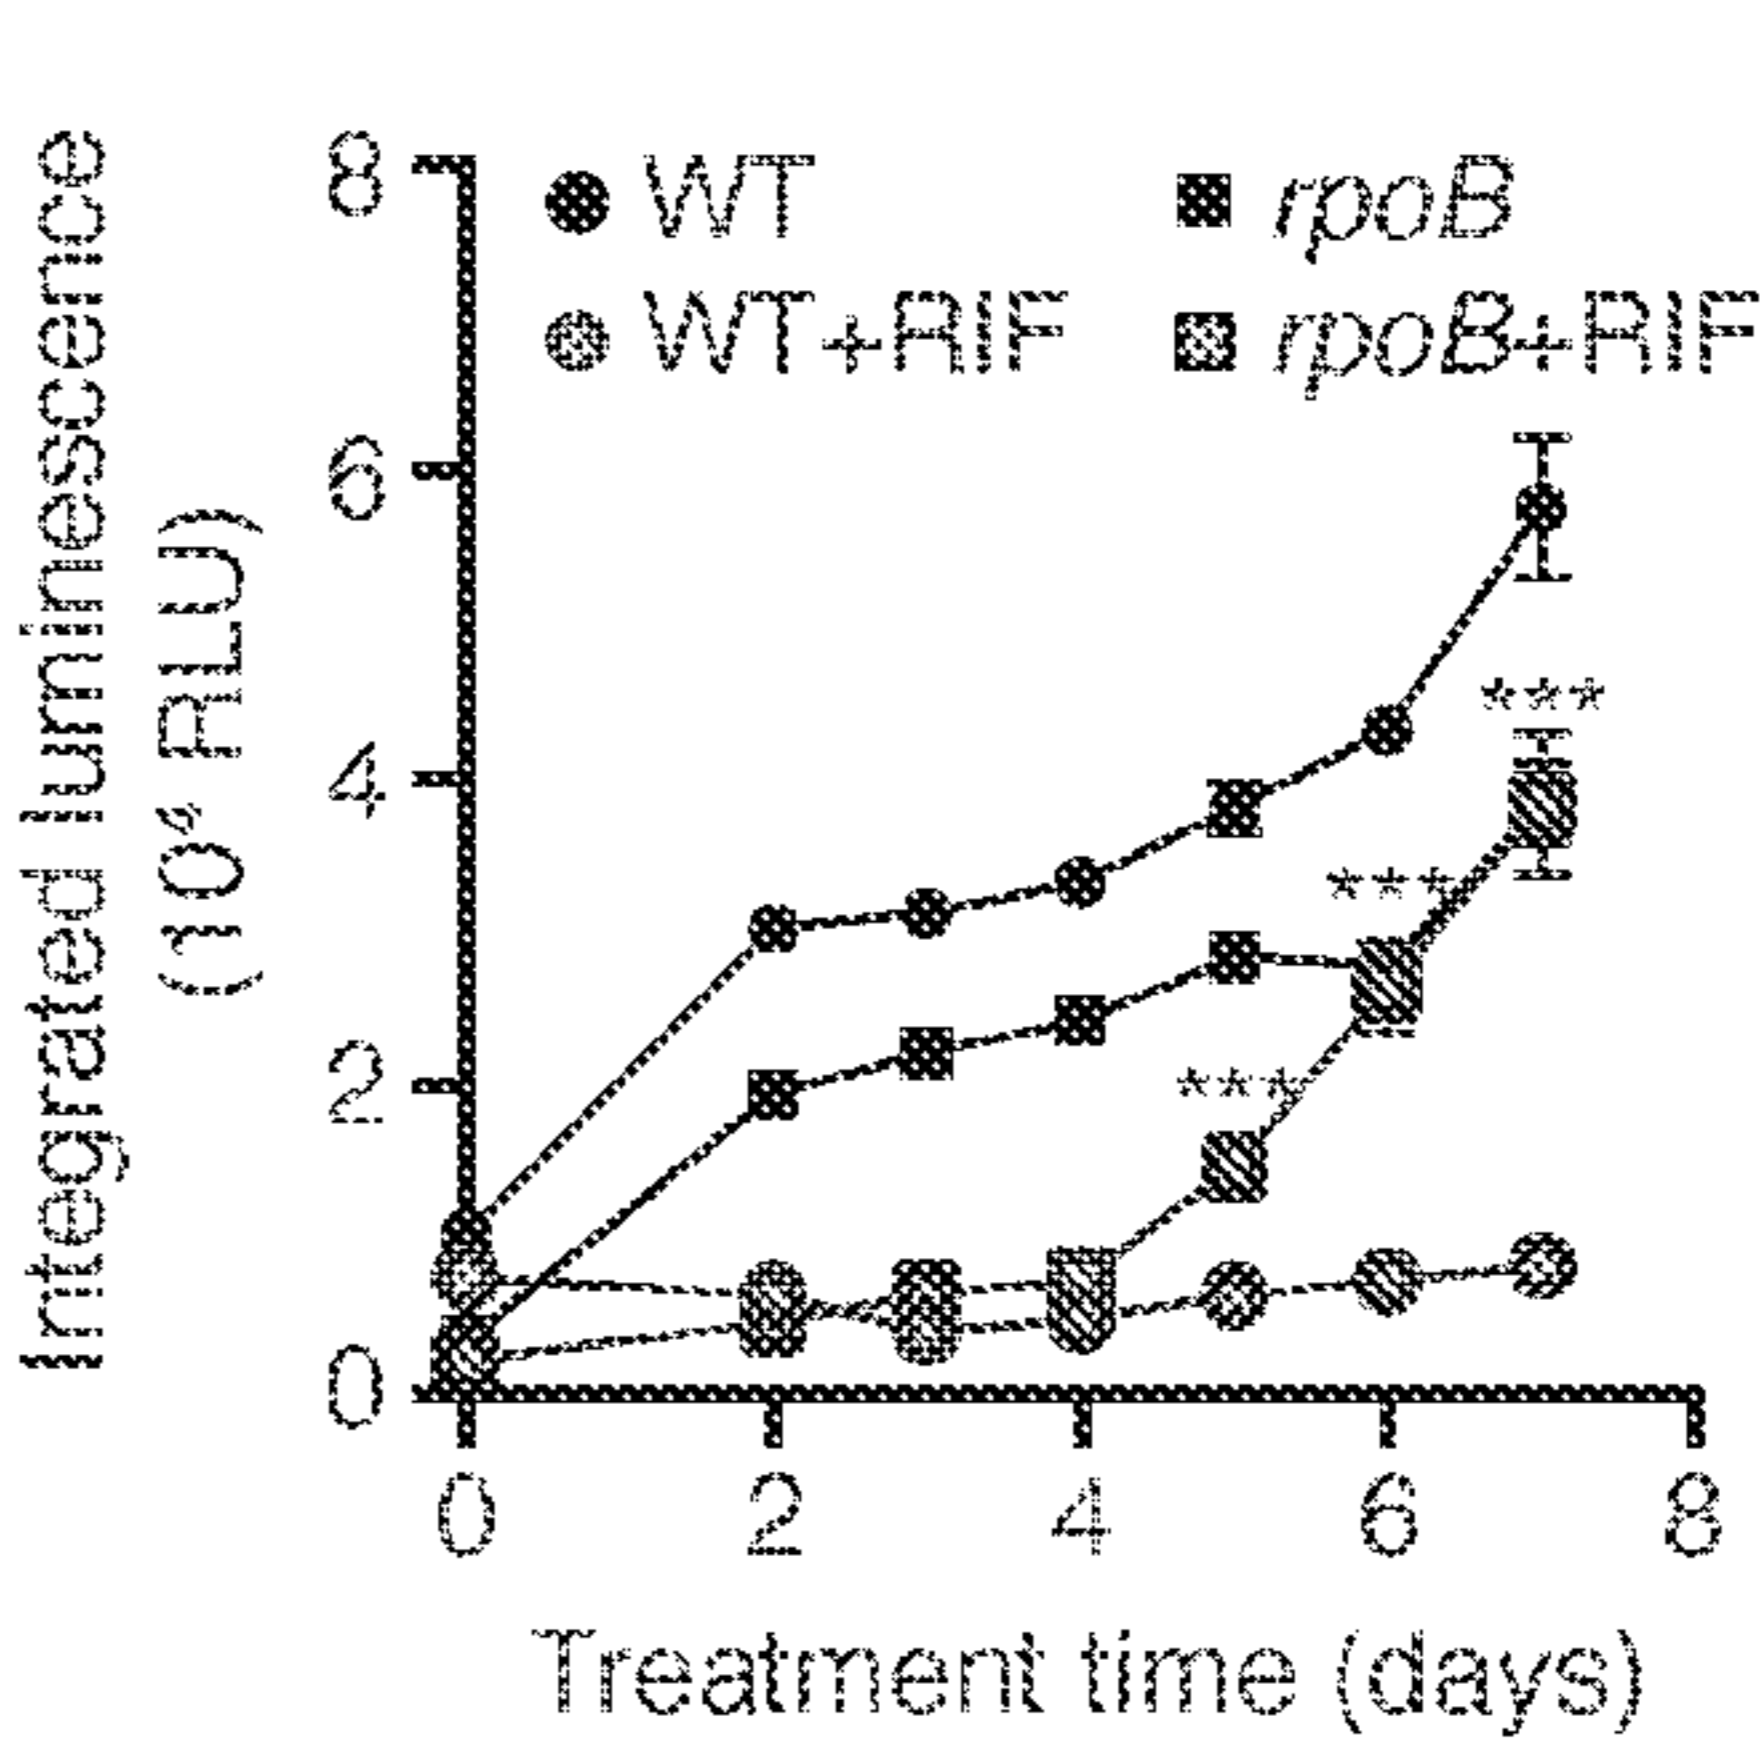 Integrated luminescence
(10⁴ RLU)
8
6
4
2
0
WT
rpoB
WT+RIF
rpoB+RIF
***
***
***
0 2 4 6 8
Treatment time (days)